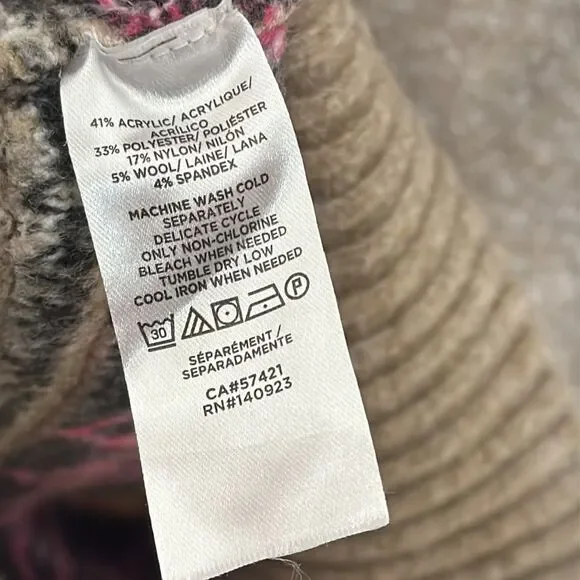 41% ACRYLIC/ ACRYLIQUE/
ACRÍLICO
33% POLYESTER/ POLIÉSTER
17% NYLON/ NILÓN
5% WOOL/ LAINE/ LANA
4% SPANDEX
MACHINE WASH COLD
SEPARATELY
DELICATE CYCLE
ONLY NON-CHLORINE
BLEACH WHEN NEEDED
TUMBLE DRY LOW
COOL IRON WHEN NEEDED
30 P
SÉPARÉMENT /
SEPARADAMENTE
CA#57421
RN#140923